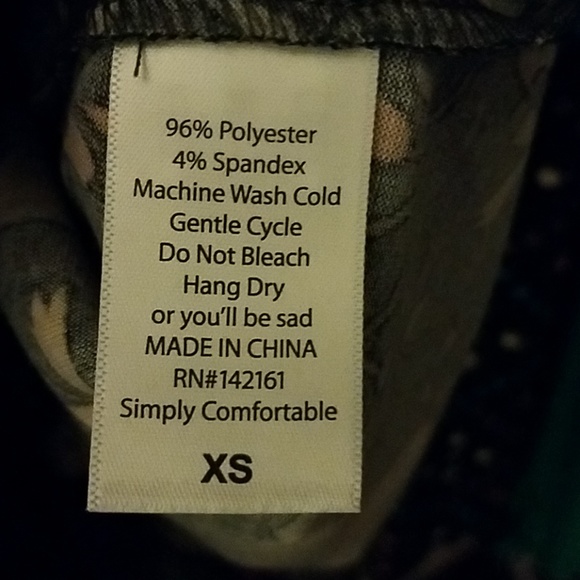 96% Polyester
4% Spandex
Machine Wash Cold
Gentle Cycle
Do Not Bleach
Hang Dry
or you'll be sad
MADE IN CHINA
RN#142161
Simply Comfortable
XS